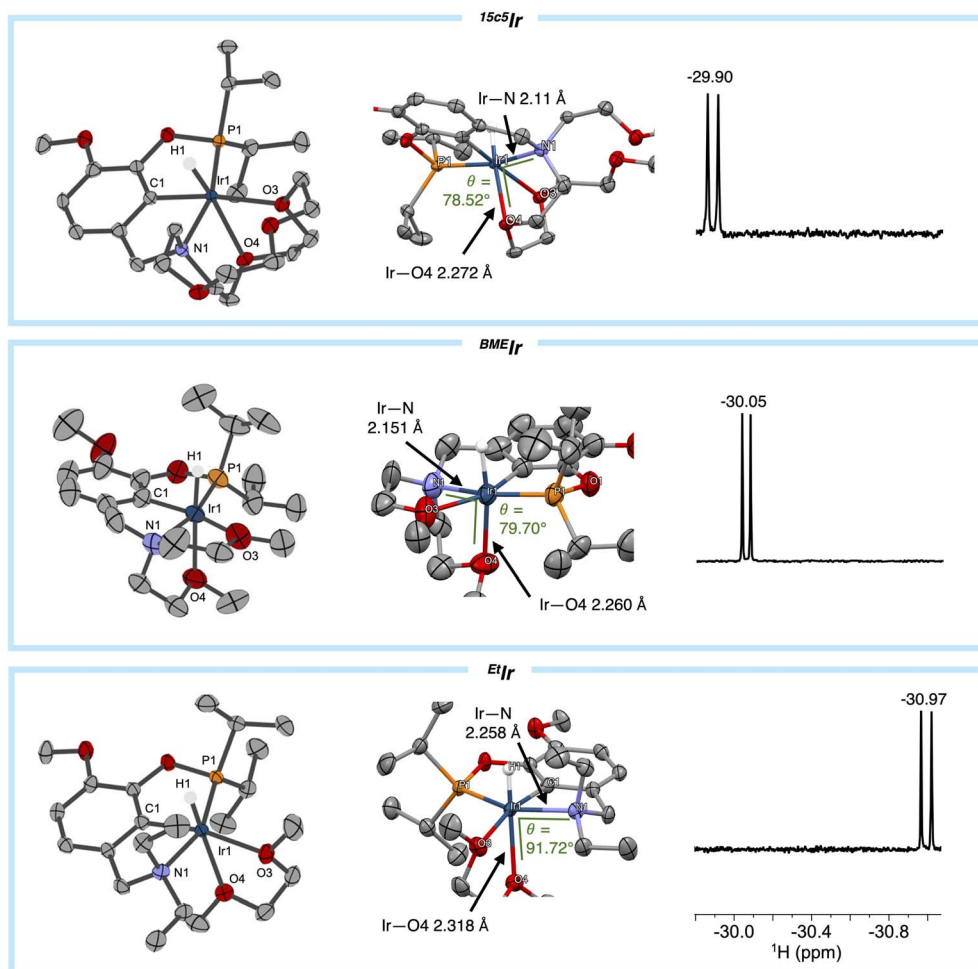 15c5Ir
H1
P1
C1
Ir1
O3
N1
O4
Ir—N 2.11 Å
P1
Ir1
N1
θ =
78.52°
O3
O4
Ir—O4 2.272 Å
-29.90
BMEIr
H1
P1
C1
Ir1
N1
O3
O4
Ir—N
2.151 Å
N1
Ir1
P1
O1
O3
θ =
79.70°
O4
Ir—O4 2.260 Å
-30.05
EtIr
P1
H1
C1
Ir1
O3
N1
O4
Ir—N
2.258 Å
H1
P1
C1
Ir1
N1
θ =
91.72°
O4
Ir—O4 2.318 Å
-30.97
-30.0 -30.4 -30.8
1H (ppm)